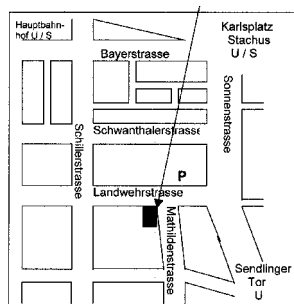 Hauptbahn-
hof U / S
Karlsplatz
Stachus
U / S
Bayerstrasse
Sonnenstrasse
Schillerstrasse
Schwanthalerstrasse
P
Landwehrstrasse
Mathildenstrasse
Sendlinger
Tor
U